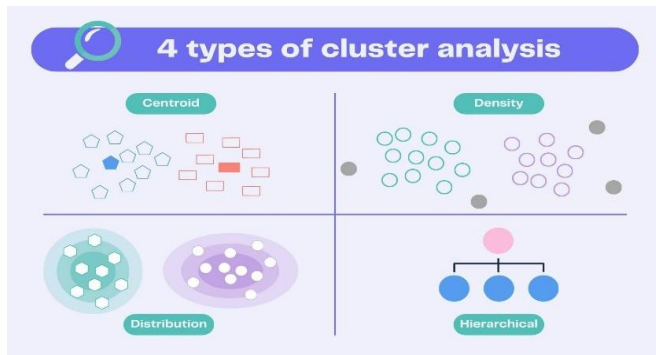 4 types of cluster analysis
Centroid
Density
Distribution
Hierarchical